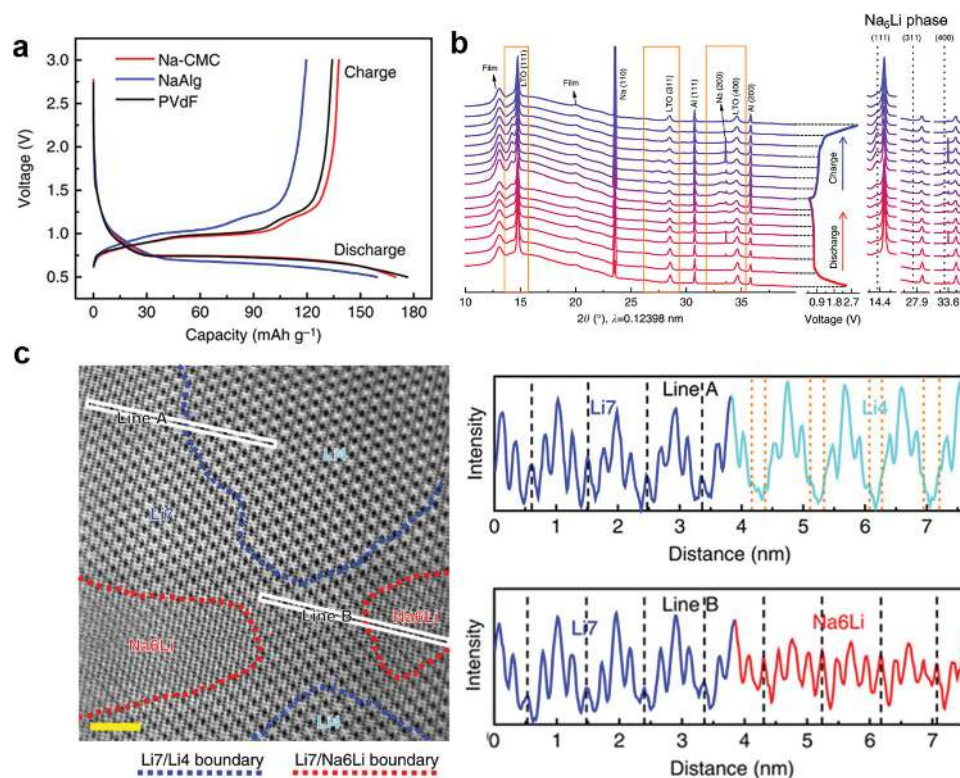 a
Na-CMC
NaAlg
PVdF
Charge
Discharge
Voltage (V)
3.0
2.5
2.0
1.5
1.0
0.5
0 30 60 90 120 150 180
Capacity (mAh g⁻¹)
b
Na₆Li phase
(111) (311) (400)
Film
LTO (111)
Film
Na (110)
LTO (311)
Al (111)
Na (200)
LTO (400)
Al (200)
Charge
Discharge
10 15 20 25 30 35
2θ (°), λ=0.12398 nm
0.9 1.8 2.7
Voltage (V)
14.4 27.9 33.6
c
Line A
Li4
Li7
Line B
Na6Li
Na6Li
Li4
Li7/Li4 boundary
Li7/Na6Li boundary
Line A
Li7
Li4
Intensity
0 1 2 3 4 5 6 7
Distance (nm)
Line B
Li7
Na6Li
Intensity
0 1 2 3 4 5 6 7
Distance (nm)